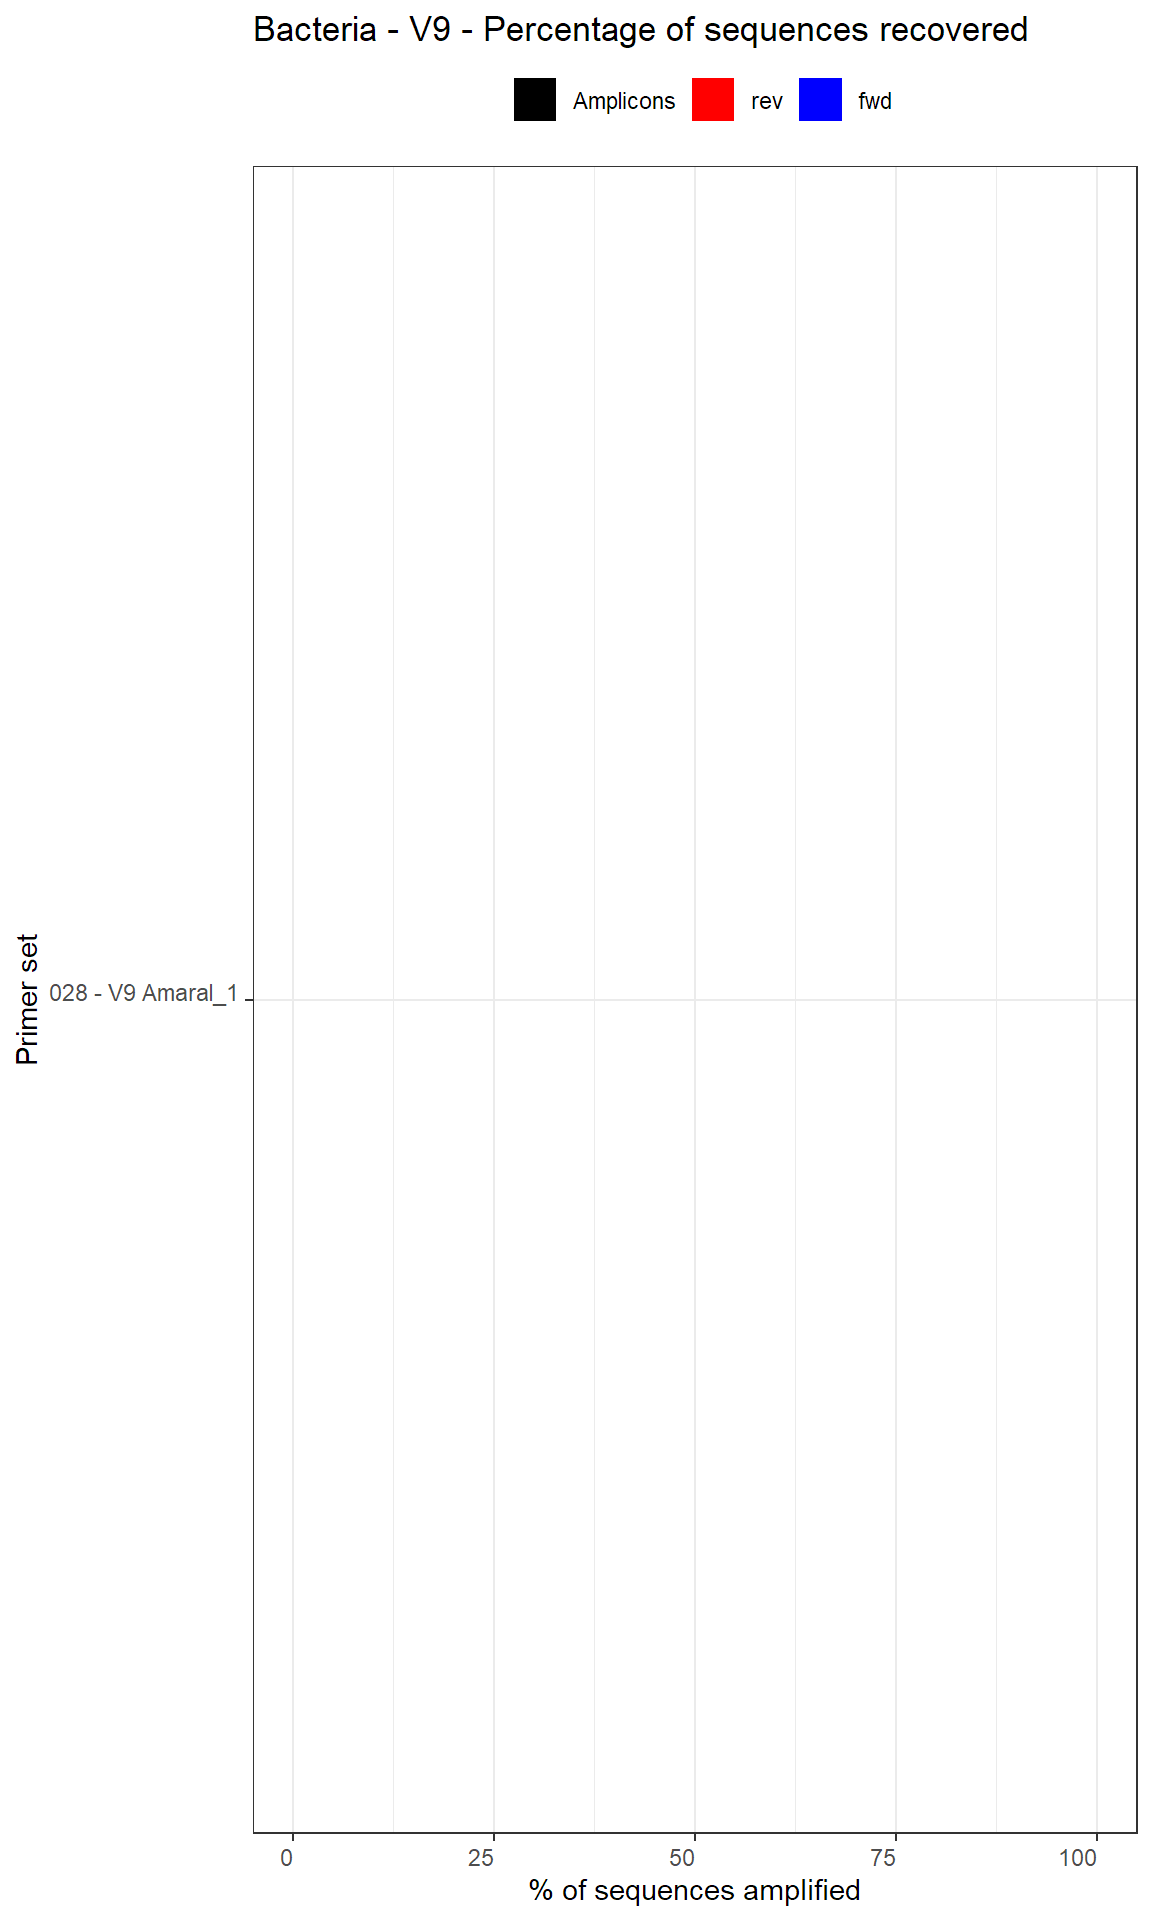 Bacteria - V9 - Percentage of sequences recovered
Amplicons rev fwd
Primer set
028 - V9 Amaral_1
0 25 50 75 100
% of sequences amplified